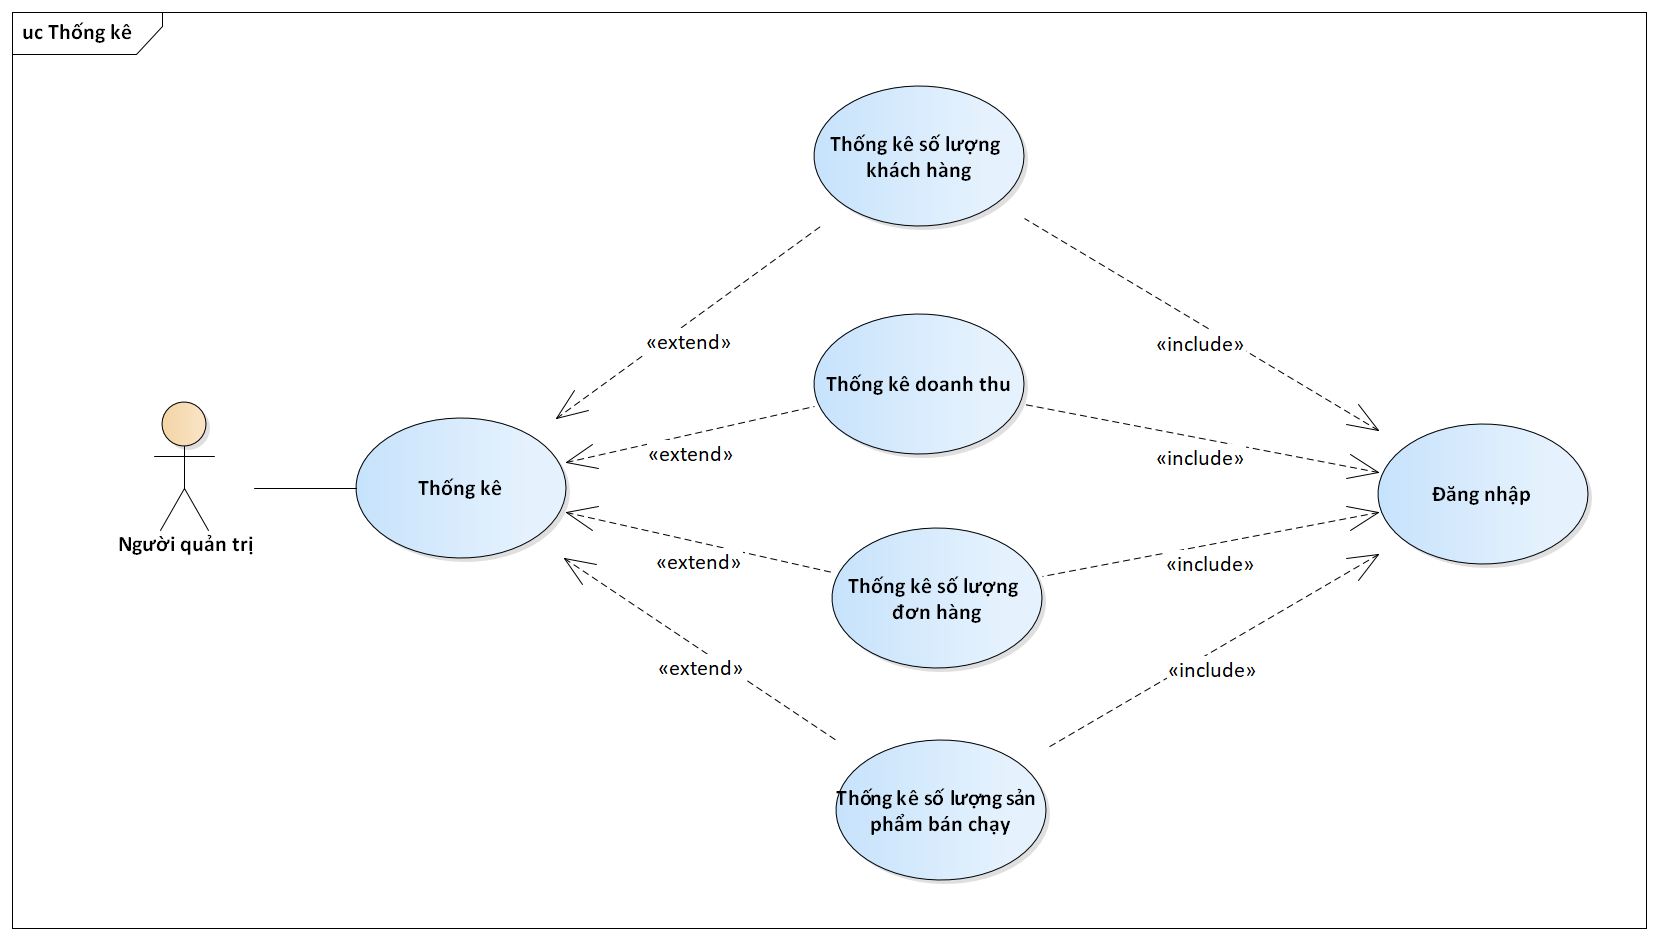 uc Thống kê
Thống kê số lượng
khách hàng
«extend»
«include»
Thống kê doanh thu
«extend»
«include»
Thống kê
Đăng nhập
Người quản trị
«extend»
«include»
Thống kê số lượng
đơn hàng
«extend»
«include»
Thống kê số lượng sản
phẩm bán chạy